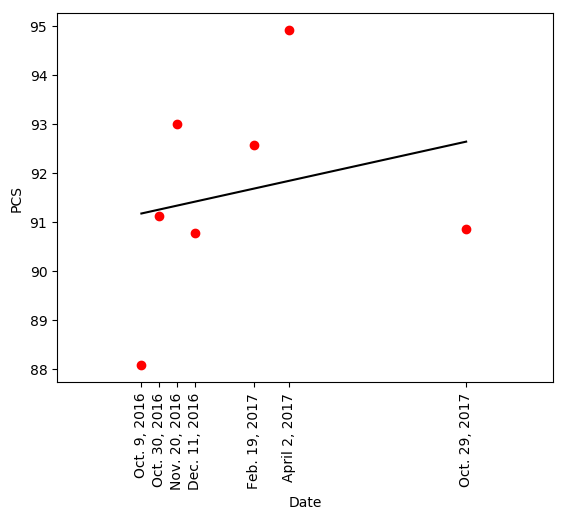 95
94
93
92
91
90
89
88
PCS
Oct. 9, 2016
Oct. 30, 2016
Nov. 20, 2016
Dec. 11, 2016
Feb. 19, 2017
April 2, 2017
Oct. 29, 2017
Date